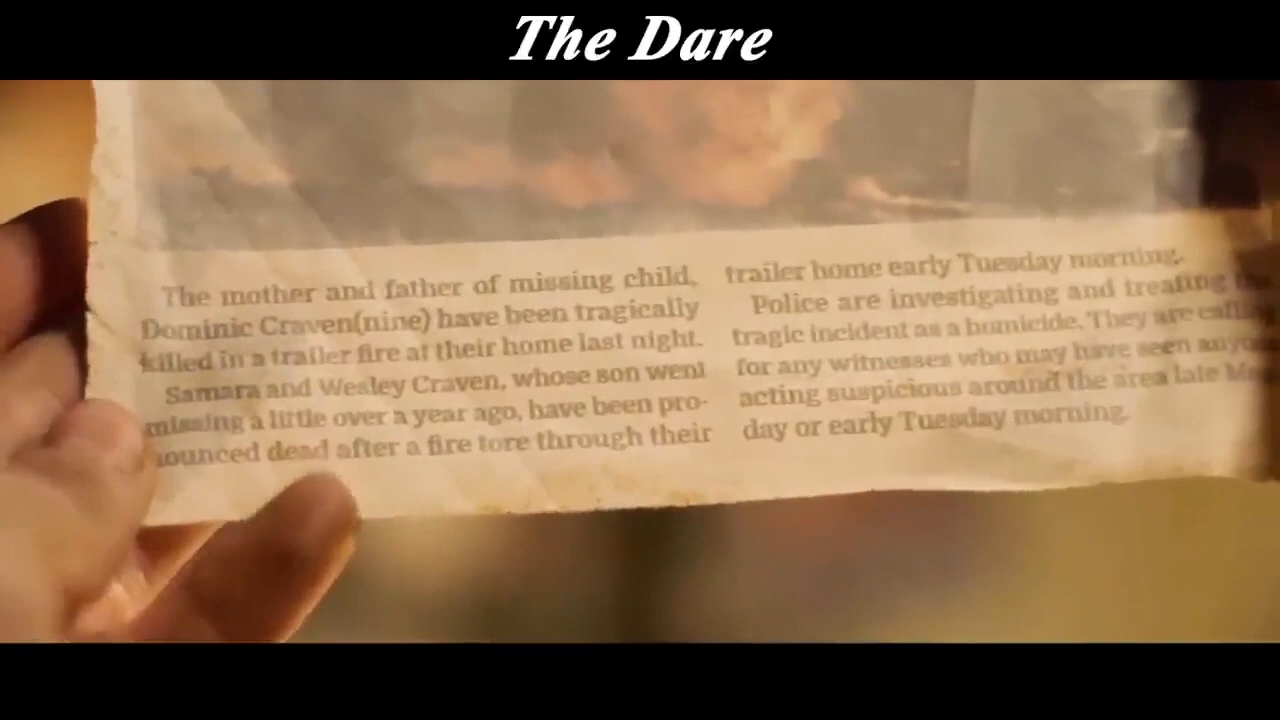 The Dare
The mother and father of missing child,
Dominic Craven(nine) have been tragically
killed in a trailer fire at their home last night.
Samara and Wesley Craven, whose son went
missing a little over a year ago, have been pro-
ounced dead after a fire tore through their
trailer home early Tuesday morning.
Police are investigating and treating
tragic incident as a homicide. They are calling
for any witnesses who may have seen
acting suspicious around the area late
day or early Tuesday morning.